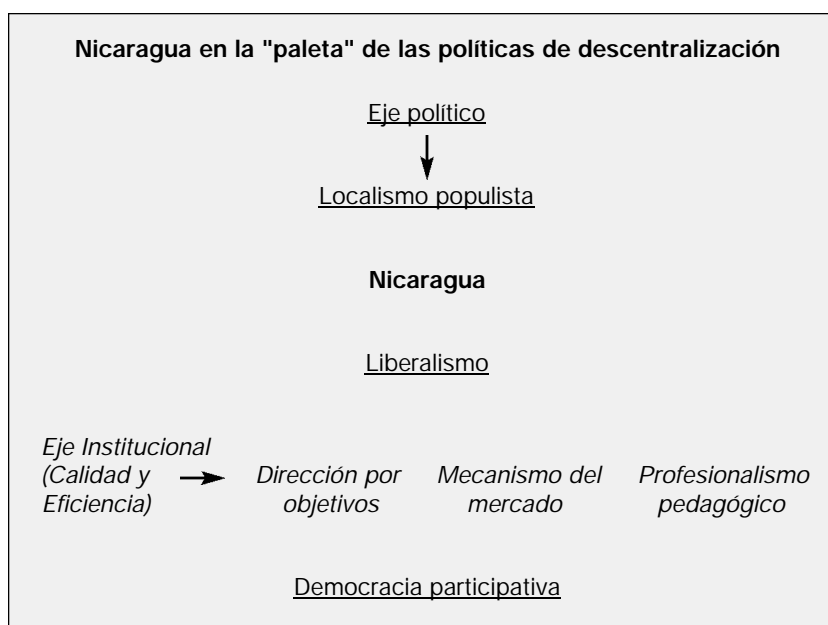 Nicaragua en la "paleta" de las políticas de descentralización
Eje político
Localismo populista
Nicaragua
Liberalismo
Eje Institucional
(Calidad y
Eficiencia)
Dirección por
objetivos
Mecanismo del
mercado
Profesionalismo
pedagógico
Democracia participativa